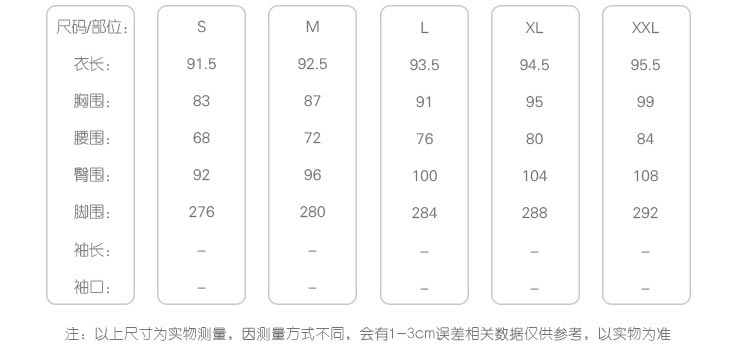 尺码/部位: S M L XL XXL
衣长: 91.5 92.5 93.5 94.5 95.5
胸围: 83 87 91 95 99
腰围: 68 72 76 80 84
臀围: 92 96 100 104 108
脚围: 276 280 284 288 292
袖长: – – – – –
袖口: – – – – –
注: 以上尺寸为实物测量, 因测量方式不同, 会有1-3cm误差相关数据仅供参考, 以实物为准